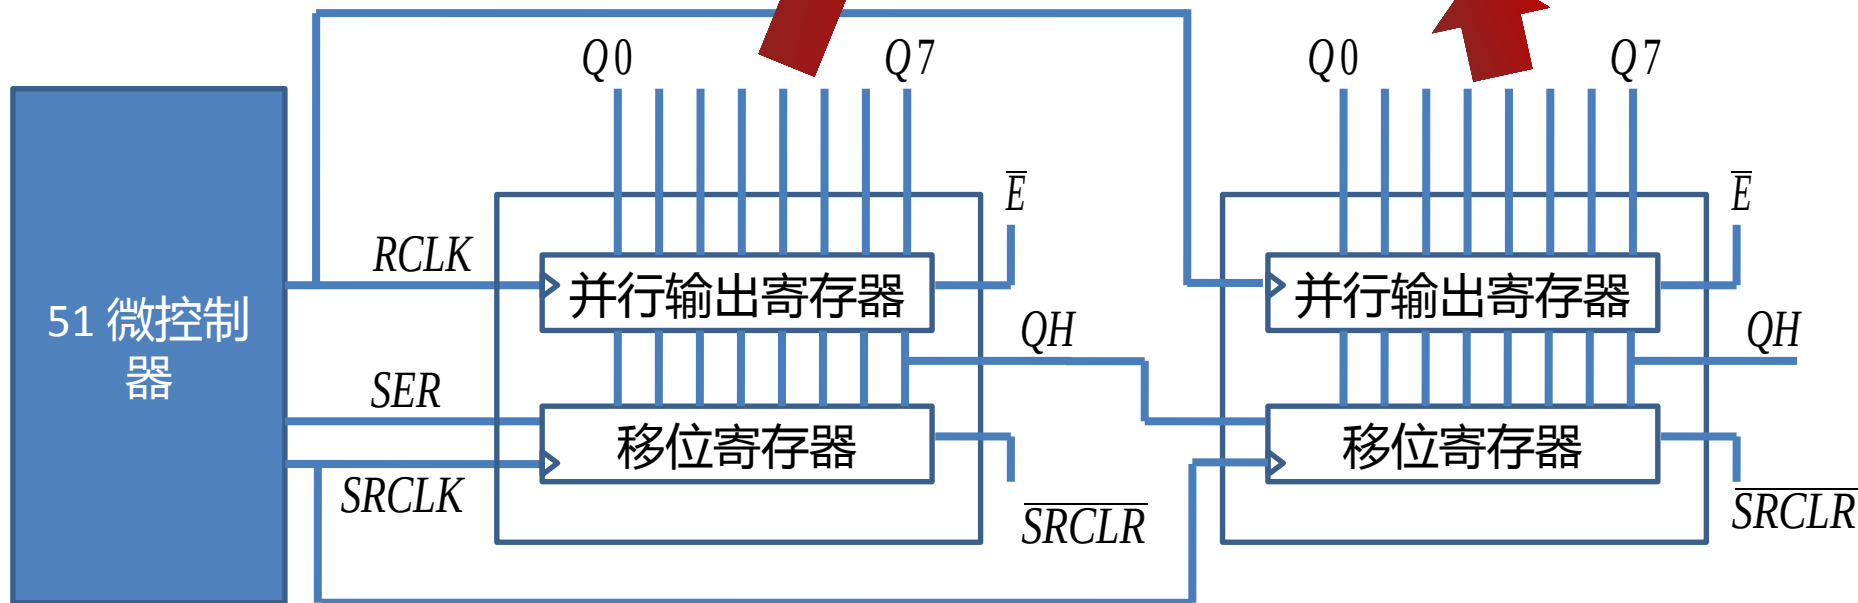 Q0
Q7
Q0
Q7
E̅
E̅
RCLK
并行输出寄存器
并行输出寄存器
51 微控制
器
QH
QH
SER
移位寄存器
移位寄存器
SRCLK
S̅R̅C̅L̅R̅
S̅R̅C̅L̅R̅